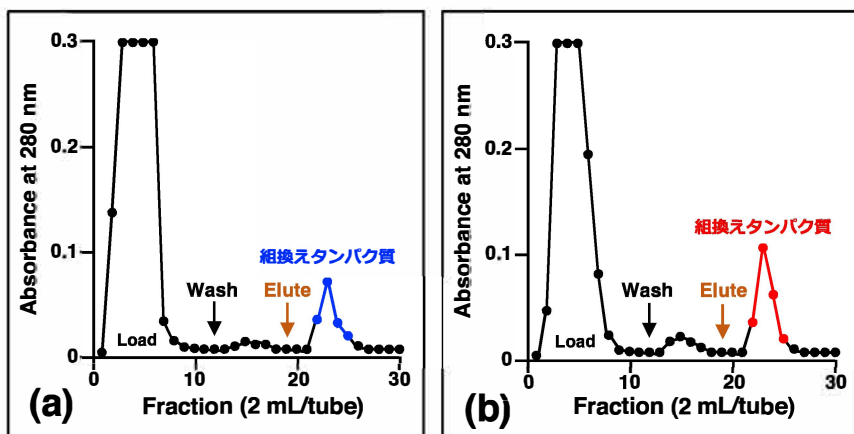 Absorbance at 280 nm
0.3
0.2
0.1
0
組換えタンパク質
Wash
Elute
Load
0
10
20
30
Fraction (2 mL/tube)
(a)
Absorbance at 280 nm
0.3
0.2
0.1
0
組換えタンパク質
Wash
Elute
Load
0
10
20
30
Fraction (2 mL/tube)
(b)